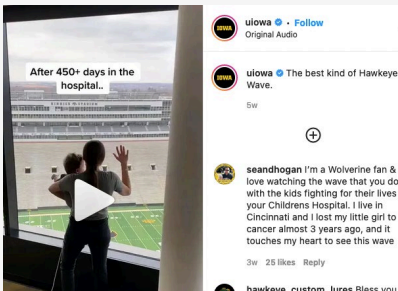 After 450+ days in the
hospital..
KINNICK
IOWA
uiowa • Follow
Original Audio
IOWA
uiowa The best kind of Hawkeye
Wave.
5w
seandhogan I'm a Wolverine fan &
love watching the wave that you do
with the kids fighting for their lives
your Childrens Hospital. I live in
Cincinnati and I lost my little girl to
cancer almost 3 years ago, and it
touches my heart to see this wave
3w 25 likes Reply
hawkeye_custom_lures Bless you